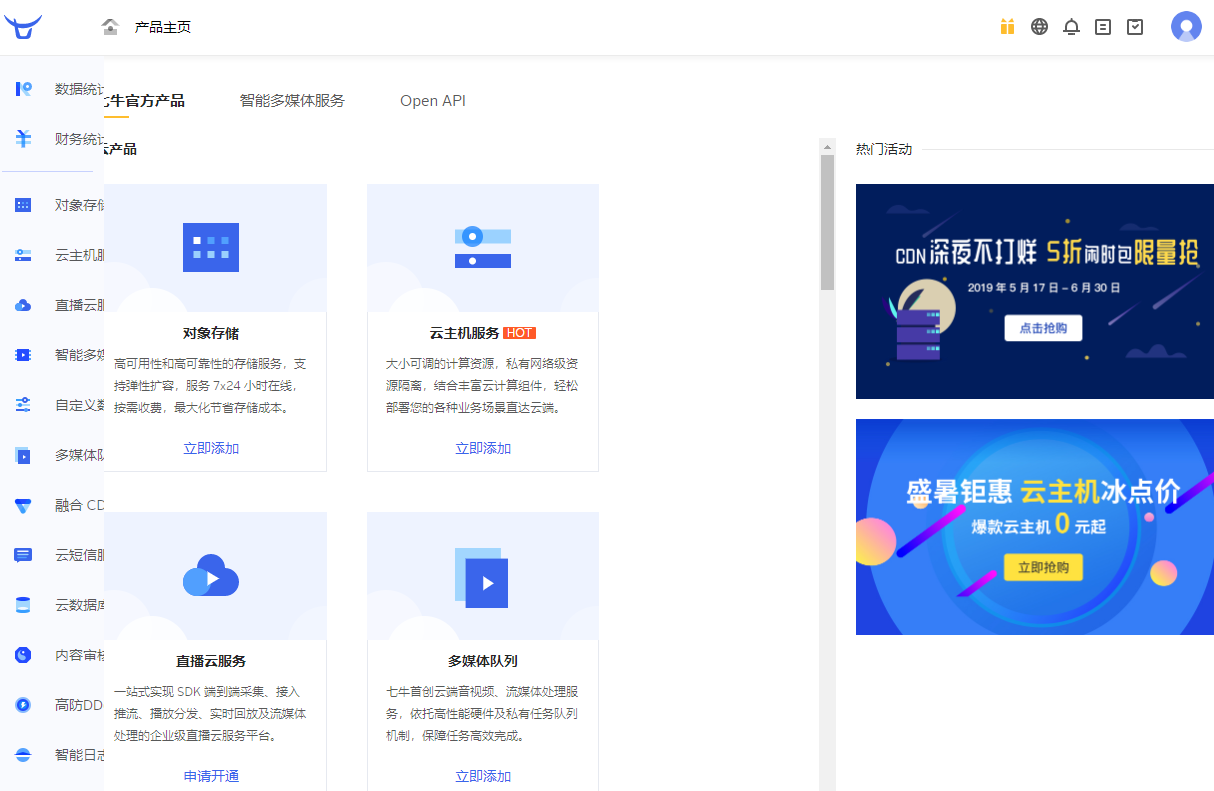 产品主页
数据统计
财务统计
对象存储
云主机服
直播云服
智能多媒
自定义数
多媒体队
融合 CD
云短信服
云数据库
内容审核
高防DD
智能日志
七牛官方产品
智能多媒体服务
Open API
云产品
对象存储
高可用性和高可靠性的存储服务，支
持弹性扩容，服务 7x24 小时在线，
按需收费，最大化节省存储成本。
立即添加
云主机服务 HOT
大小可调的计算资源，私有网络级资
源隔离，结合丰富云计算组件，轻松
部署您的各种业务场景直达云端。
立即添加
直播云服务
一站式实现 SDK 端到端采集、接入
推流、播放分发、实时回放及流媒体
处理的企业级直播云服务平台。
申请开通
多媒体队列
七牛首创云端音视频、流媒体处理服
务，依托高性能硬件及私有任务队列
机制，保障任务高效完成。
立即添加
热门活动
CDN深夜不打烊 5折闲时包限量抢
2019 年 5 月 17 日 – 6 月 30 日
点击抢购
盛暑钜惠 云主机冰点价
爆款云主机 0 元起
立即抢购